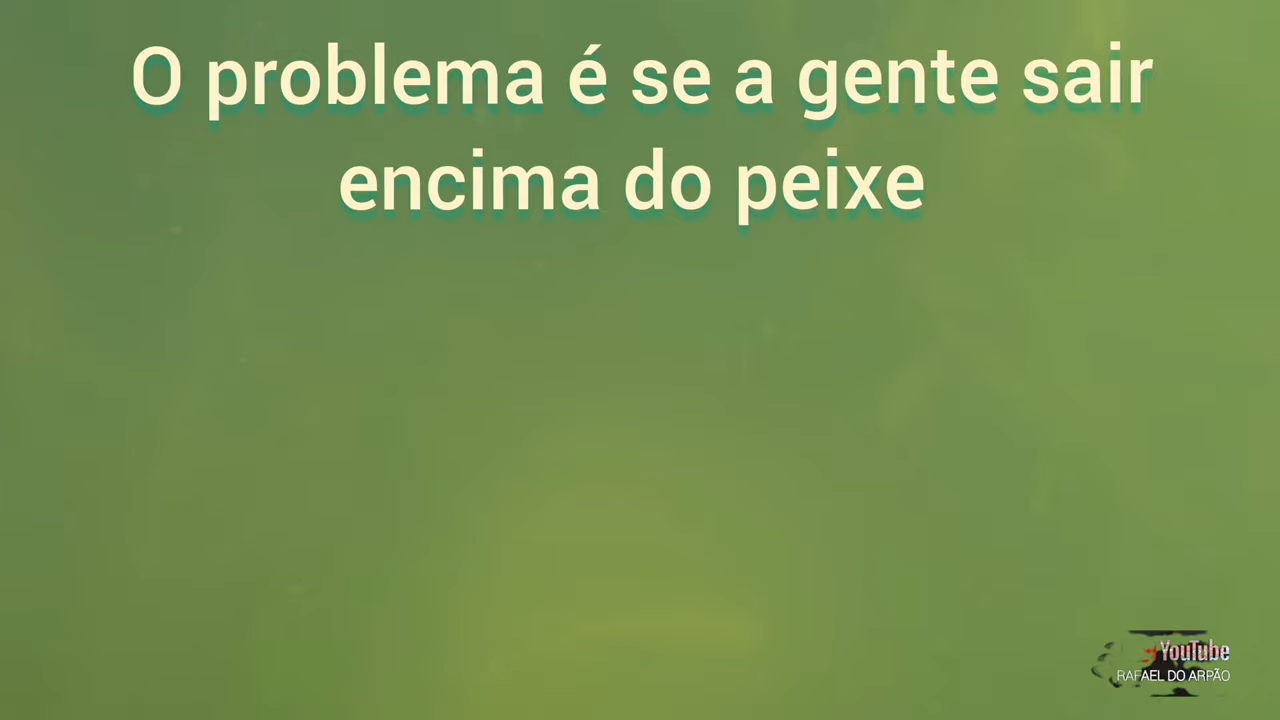 O problema é se a gente sair
encima do peixe
YouTube
RAFAEL DO ARPÃO